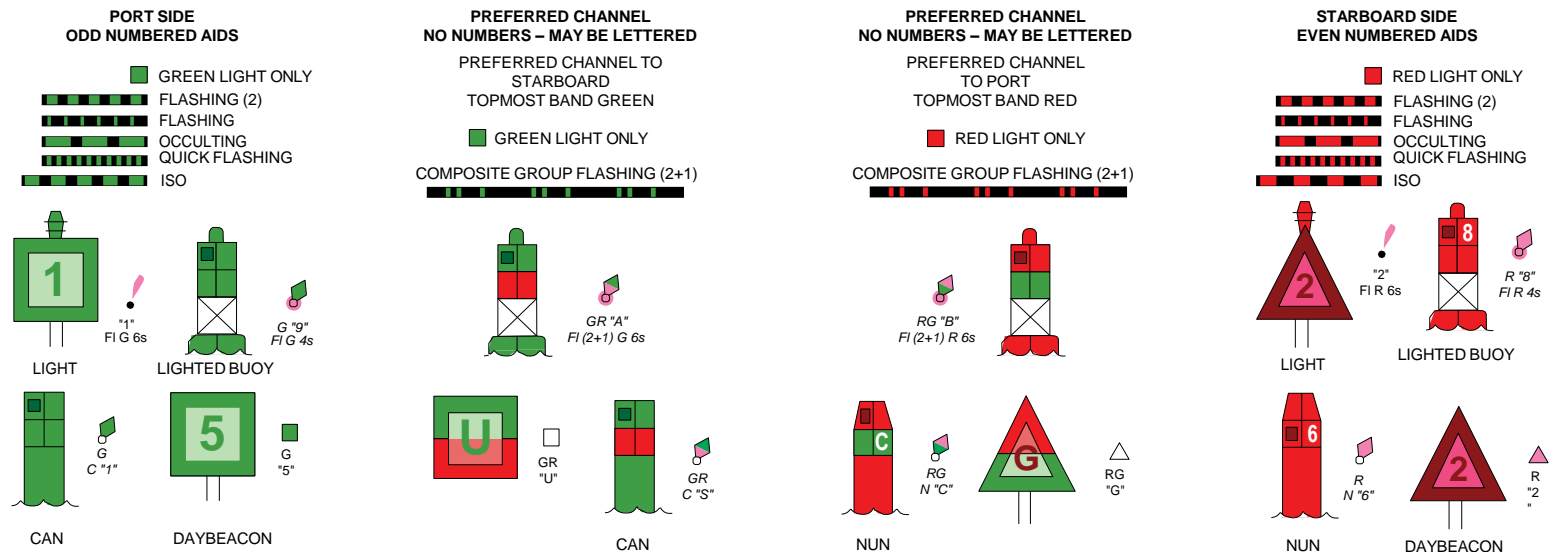 PORT SIDE
ODD NUMBERED AIDS
GREEN LIGHT ONLY
FLASHING (2)
FLASHING
OCCULTING
QUICK FLASHING
ISO
1
"1"
Fl G 6s
G "9"
Fl G 4s
LIGHT
LIGHTED BUOY
G
C "1"
5
G
"5"
CAN
DAYBEACON
PREFERRED CHANNEL
NO NUMBERS – MAY BE LETTERED
PREFERRED CHANNEL TO
STARBOARD
TOPMOST BAND GREEN
GREEN LIGHT ONLY
COMPOSITE GROUP FLASHING (2+1)
GR "A"
Fl (2+1) G 6s
U
GR
"U"
GR
C "S"
CAN
PREFERRED CHANNEL
NO NUMBERS – MAY BE LETTERED
PREFERRED CHANNEL
TO PORT
TOPMOST BAND RED
RED LIGHT ONLY
COMPOSITE GROUP FLASHING (2+1)
RG "B"
Fl (2+1) R 6s
C
RG
N "C"
G
RG
"G"
NUN
STARBOARD SIDE
EVEN NUMBERED AIDS
RED LIGHT ONLY
FLASHING (2)
FLASHING
OCCULTING
QUICK FLASHING
ISO
2
"2"
Fl R 6s
8
R "8"
Fl R 4s
LIGHT
LIGHTED BUOY
6
R
N "6"
2
R
"2
"
NUN
DAYBEACON